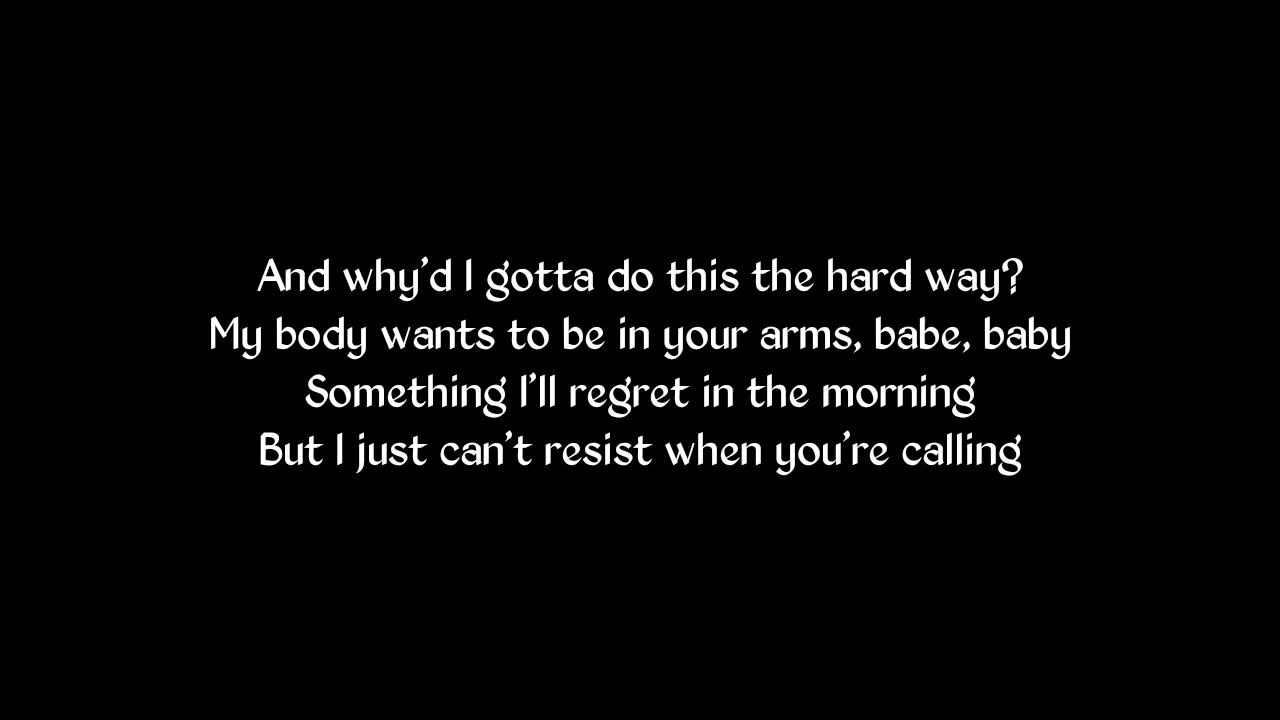 And why’d I gotta do this the hard way?
My body wants to be in your arms, babe, baby
Something I’ll regret in the morning
But I just can’t resist when you’re calling